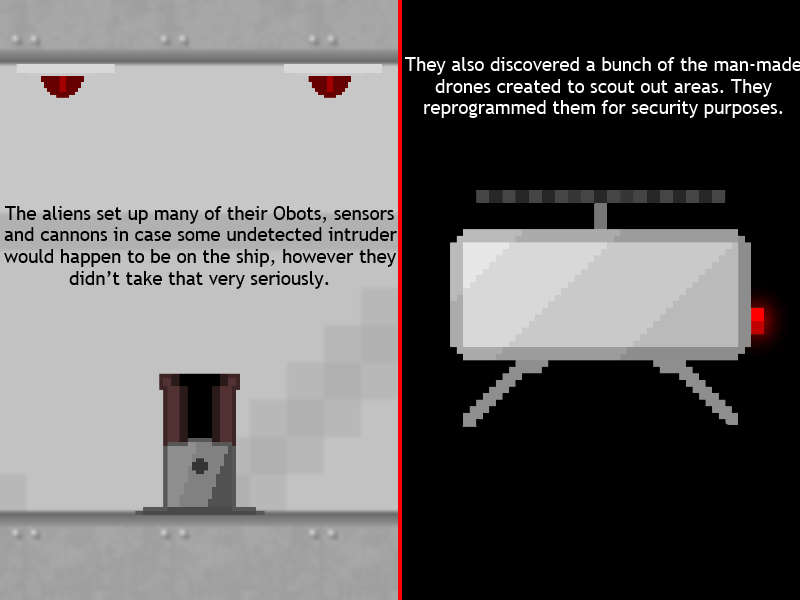 The aliens set up many of their Obots, sensors
and cannons in case some undetected intruder
would happen to be on the ship, however they
didn’t take that very seriously.
They also discovered a bunch of the man-made
drones created to scout out areas. They
reprogrammed them for security purposes.